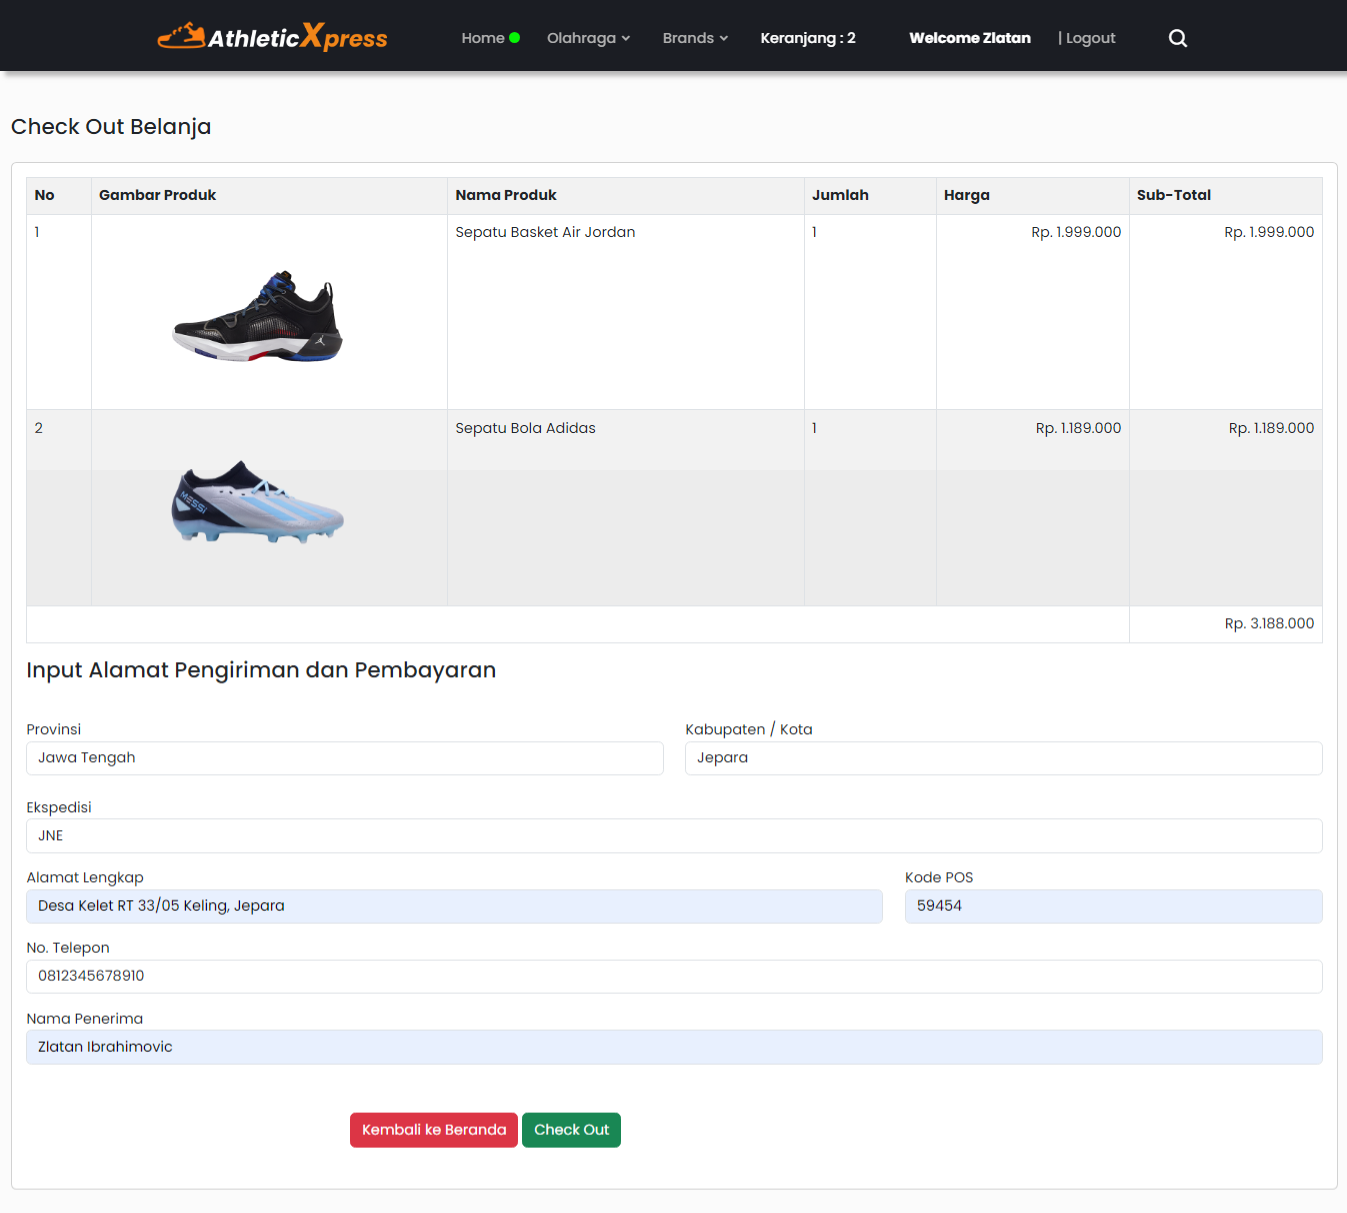 AthleticXpress Home Olahraga Brands Keranjang : 2 Welcome Zlatan | Logout
Check Out Belanja
No Gambar Produk Nama Produk Jumlah Harga Sub-Total
1 Sepatu Basket Air Jordan 1 Rp. 1.999.000 Rp. 1.999.000
2 Sepatu Bola Adidas 1 Rp. 1.189.000 Rp. 1.189.000
MESSI
Rp. 3.188.000
Input Alamat Pengiriman dan Pembayaran
Provinsi Kabupaten / Kota
Jawa Tengah Jepara
Ekspedisi
JNE
Alamat Lengkap Kode POS
Desa Kelet RT 33/05 Keling, Jepara 59454
No. Telepon
0812345678910
Nama Penerima
Zlatan Ibrahimovic
Kembali ke Beranda Check Out